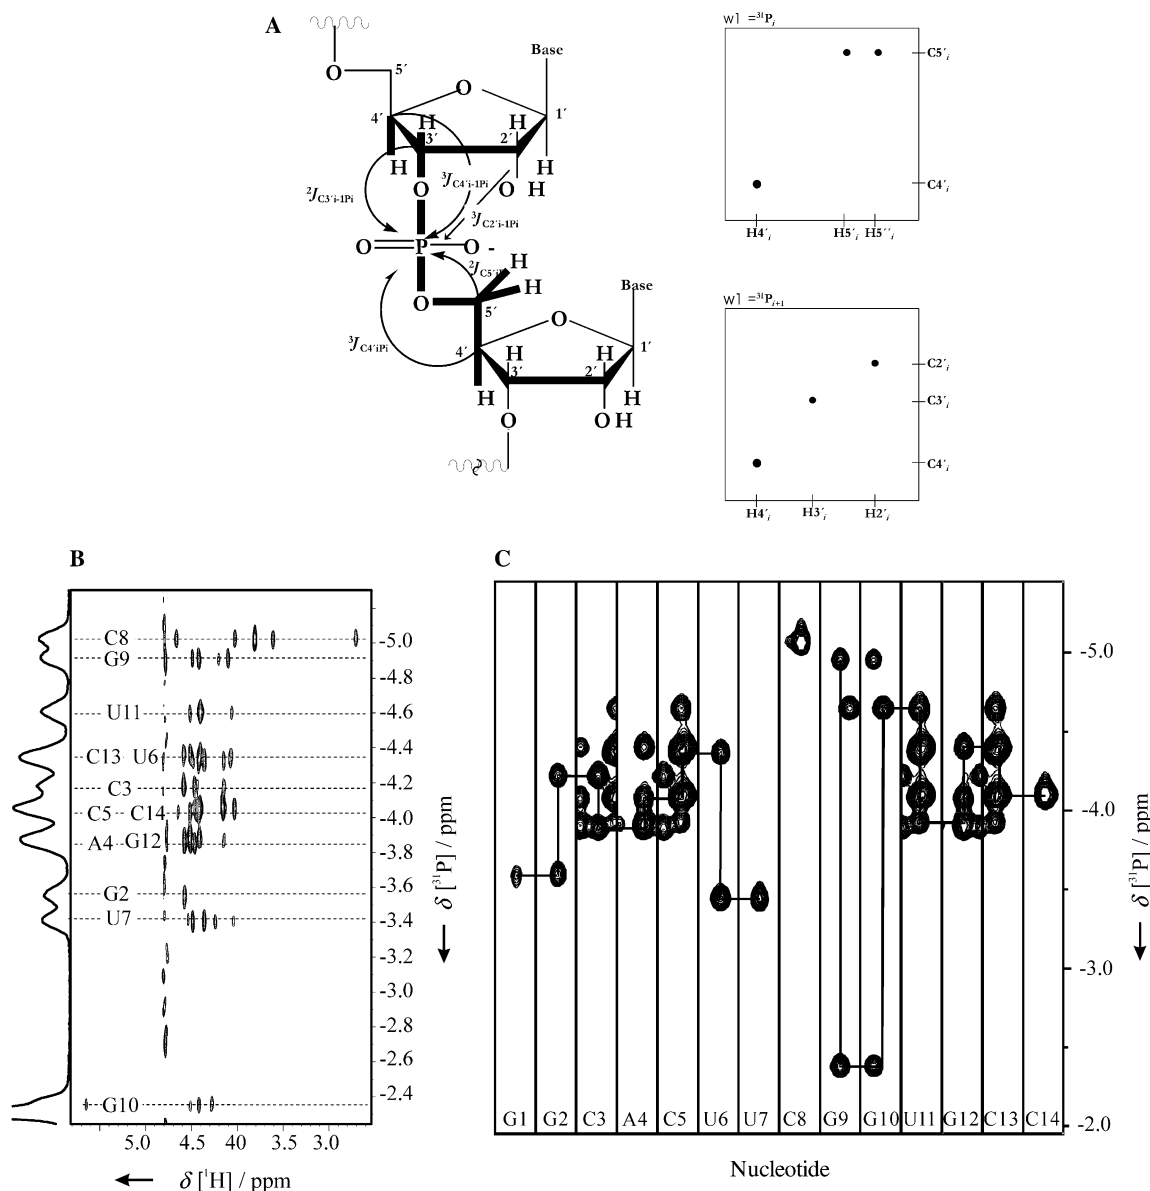 A
w1 = ³¹Pᵢ
O
5´
O
Base
C5´ᵢ
4´
H
3´
2´
H
1´
H
H
²J C3´i-1Pi
O
³J C4´i-1Pi
O H
C4´ᵢ
³J C2´i-1Pi
H4´ᵢ H5´ᵢ H5´´ᵢ
O P O -
²J C5´i
H
H
O
5´
Base
w1 = ³¹Pᵢ₊₁
O
³J C4´iPi
4´
H
3´
2´
H
1´
C2´ᵢ
H
H
C3´ᵢ
O
O H
C4´ᵢ
H4´ᵢ H3´ᵢ H2´ᵢ
B
C8
G9
U11
C13 U6
C3
C5 C14
A4 G12
G2
U7
G10
-5.0
-4.8
-4.6
-4.4
-4.2
-4.0
-3.8
-3.6
-3.4
-3.2
-3.0
-2.8
-2.6
-2.4
δ [³¹P] / ppm
5.0 4.5 40 3.5 3.0
δ [¹H] / ppm
C
-5.0
-4.0
-3.0
-2.0
δ [³¹P] / ppm
G1 G2 C3 A4 C5 U6 U7 C8 G9 G10 U11 G12 C13 C14
Nucleotide